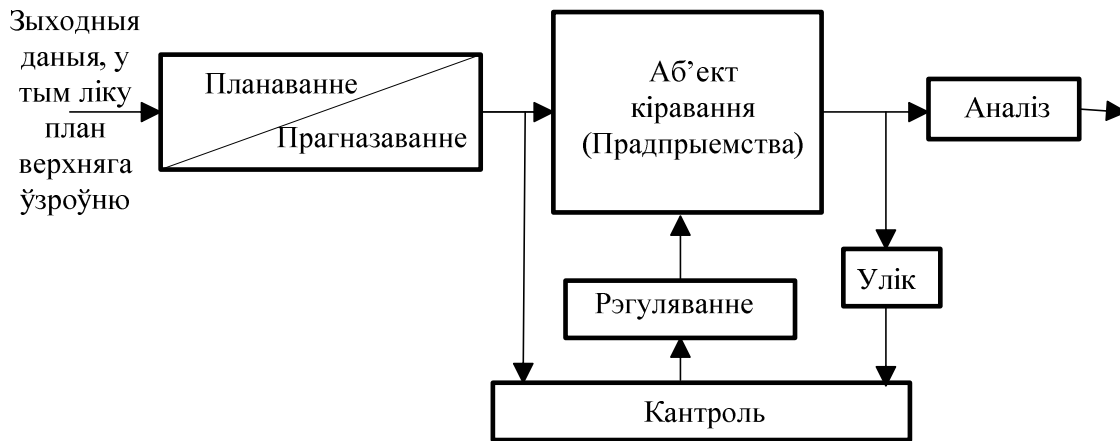 Зыходныя
даныя, у
тым ліку
план
верхняга
ўзроўню
Планаванне
Прагназаванне
Аб’ект
кіравання
(Прадпрыемства)
Аналіз
Улік
Рэгуляванне
Кантроль